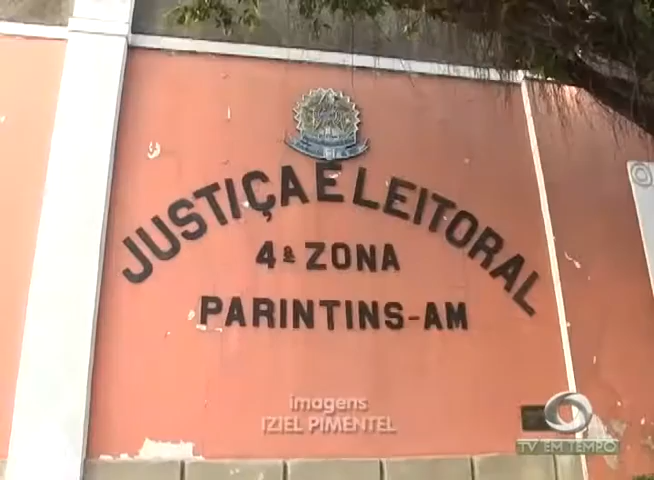 JUSTIÇA ELEITORAL
4ª ZONA
PARINTINS-AM
imagens
IZIEL PIMENTEL
TV EM TEMPO